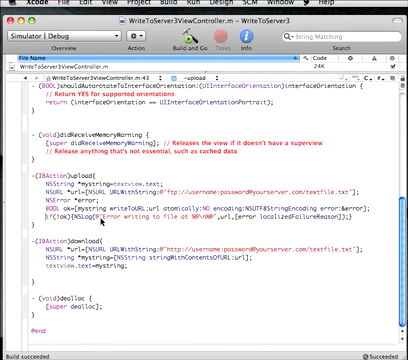 Xcode File Edit View Project Build Run Design SCM Window
WriteToServer3ViewController.m - WriteToServer3
Simulator | Debug
Overview Action Build and Go Tasks Info Search
String Matching
File Name
WriteToServer3ViewController.m 24K
WriteToServer3ViewController.m:45 -upload
- (BOOL)shouldAutorotateToInterfaceOrientation:(UIInterfaceOrientation)interfaceOrientation {
// Return YES for supported orientations
return (interfaceOrientation == UIInterfaceOrientationPortrait);
}
- (void)didReceiveMemoryWarning {
[super didReceiveMemoryWarning]; // Releases the view if it doesn't have a superview
// Release anything that's not essential, such as cached data
}
-(IBAction)upload{
NSString *mystring=textview.text;
NSURL *url=[NSURL URLWithString:@"ftp://username:password@yourserver.com/textfile.txt"];
NSError *error;
BOOL ok=[mystring writeToURL:url atomically:NO encoding:NSUTF8StringEncoding error:&error];
if(!ok){NSLog(@"Error writing to file at %@\n%@",url,[error localizedFailureReason]);}
}
-(IBAction)download{
NSURL *url=[NSURL URLWithString:@"http://username:password@yourserver.com/textfile.txt"];
NSString *mystring=[NSString stringWithContentsOfURL:url];
textview.text=mystring;
}
- (void)dealloc {
[super dealloc];
}
@end
Build succeeded Succeeded